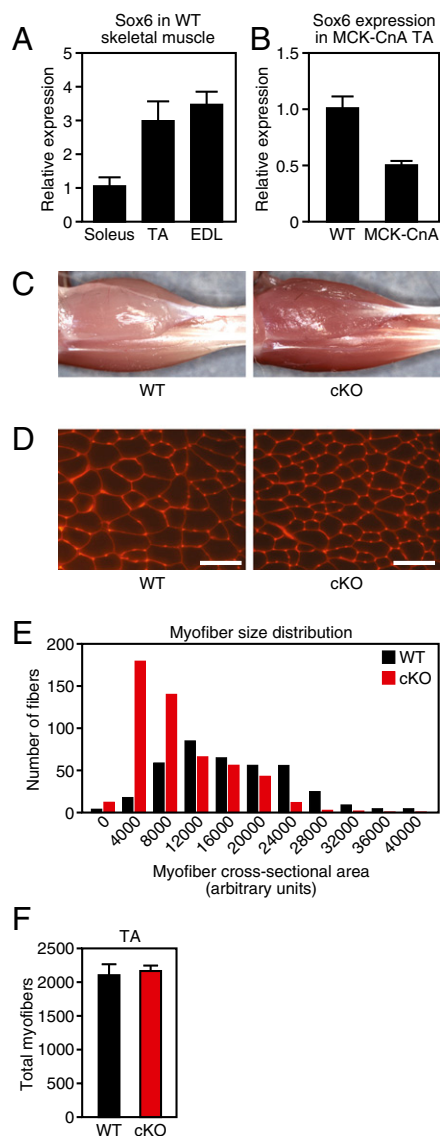 A
Sox6 in WT
skeletal muscle
Relative expression
5
4
3
2
1
0
Soleus TA EDL
B
Sox6 expression
in MCK-CnA TA
Relative expression
1.5
1.0
0.5
0
WT MCK-CnA
C
WT cKO
D
WT cKO
E
Myofiber size distribution
Number of fibers
200
150
100
50
0
WT
cKO
0 4000 8000 12000 16000 20000 24000 28000 32000 36000 40000
Myofiber cross-sectional area
(arbitrary units)
F
TA
Total myofibers
2500
2000
1500
1000
500
0
WT cKO